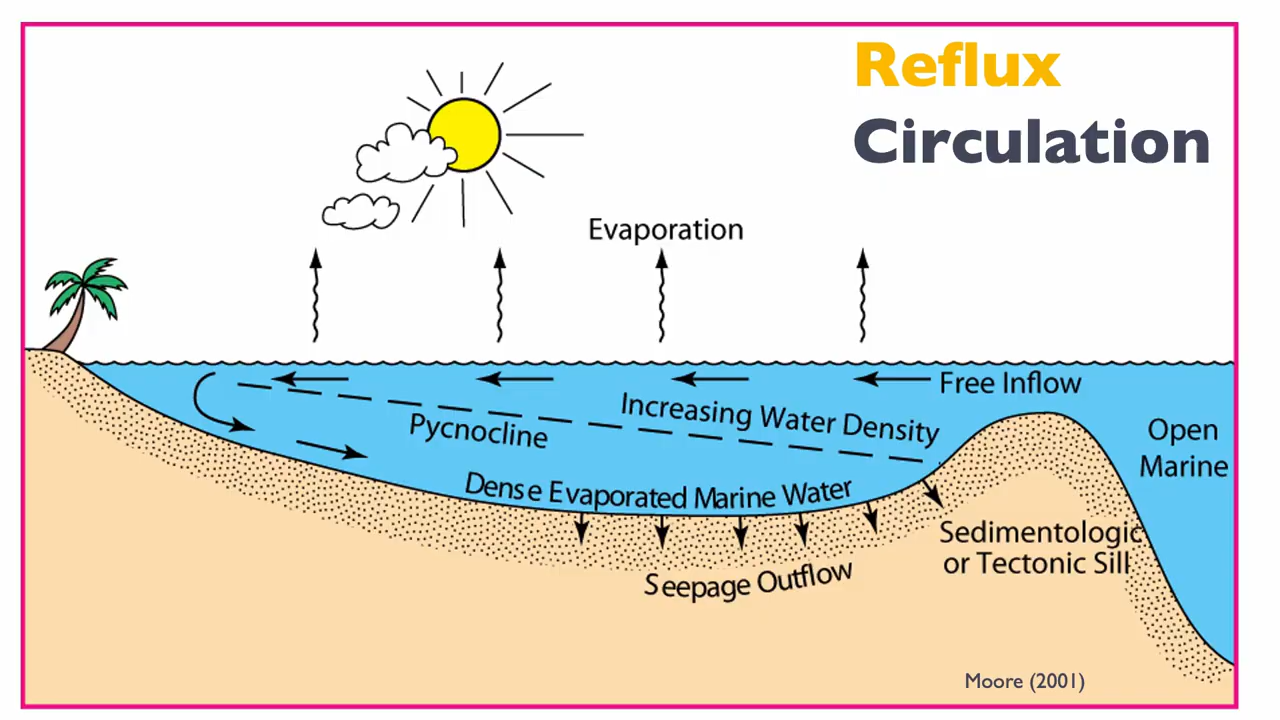 Reflux
Circulation
Evaporation
Free Inflow
Increasing Water Density
Pycnocline
Open
Marine
Dense Evaporated Marine Water
Sedimentologic
or Tectonic Sill
Seepage Outflow
Moore (2001)